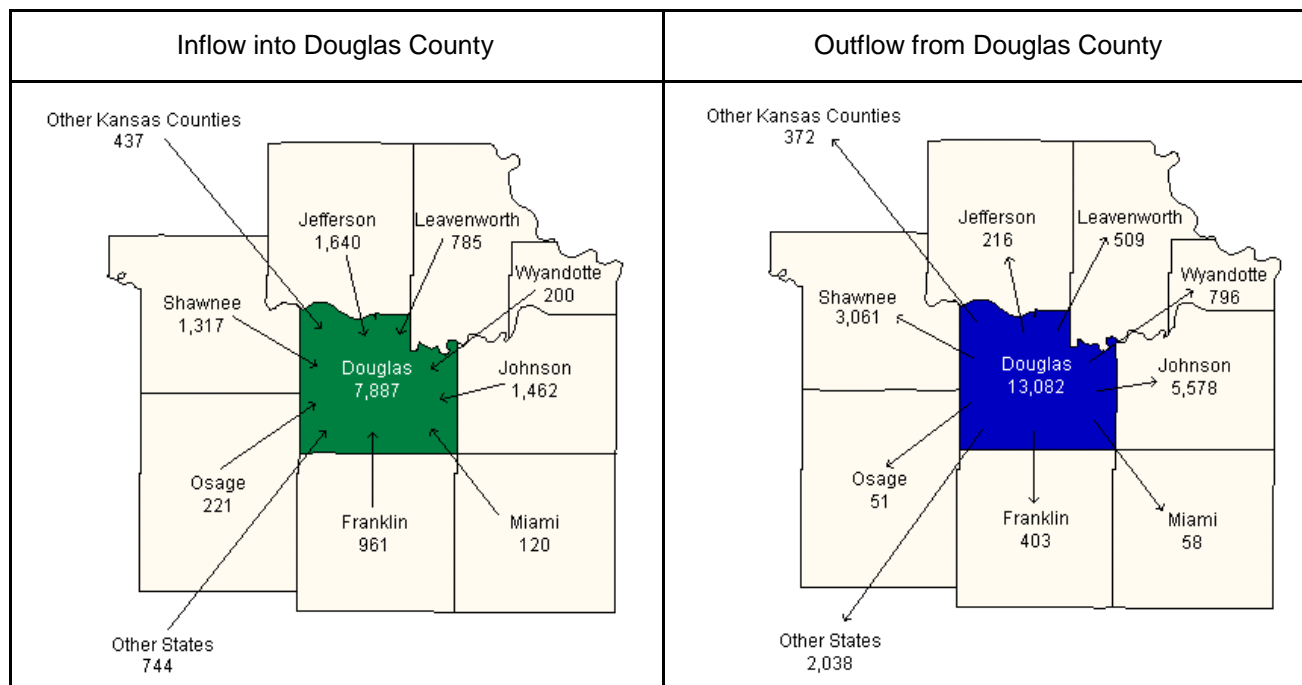 Inflow into Douglas County
Outflow from Douglas County
Other Kansas Counties
437
Jefferson
1,640
Leavenworth
785
Wyandotte
200
Shawnee
1,317
Douglas
7,887
Johnson
1,462
Osage
221
Franklin
961
Miami
120
Other States
744
Other Kansas Counties
372
Jefferson
216
Leavenworth
509
Wyandotte
796
Shawnee
3,061
Douglas
13,082
Johnson
5,578
Osage
51
Franklin
403
Miami
58
Other States
2,038